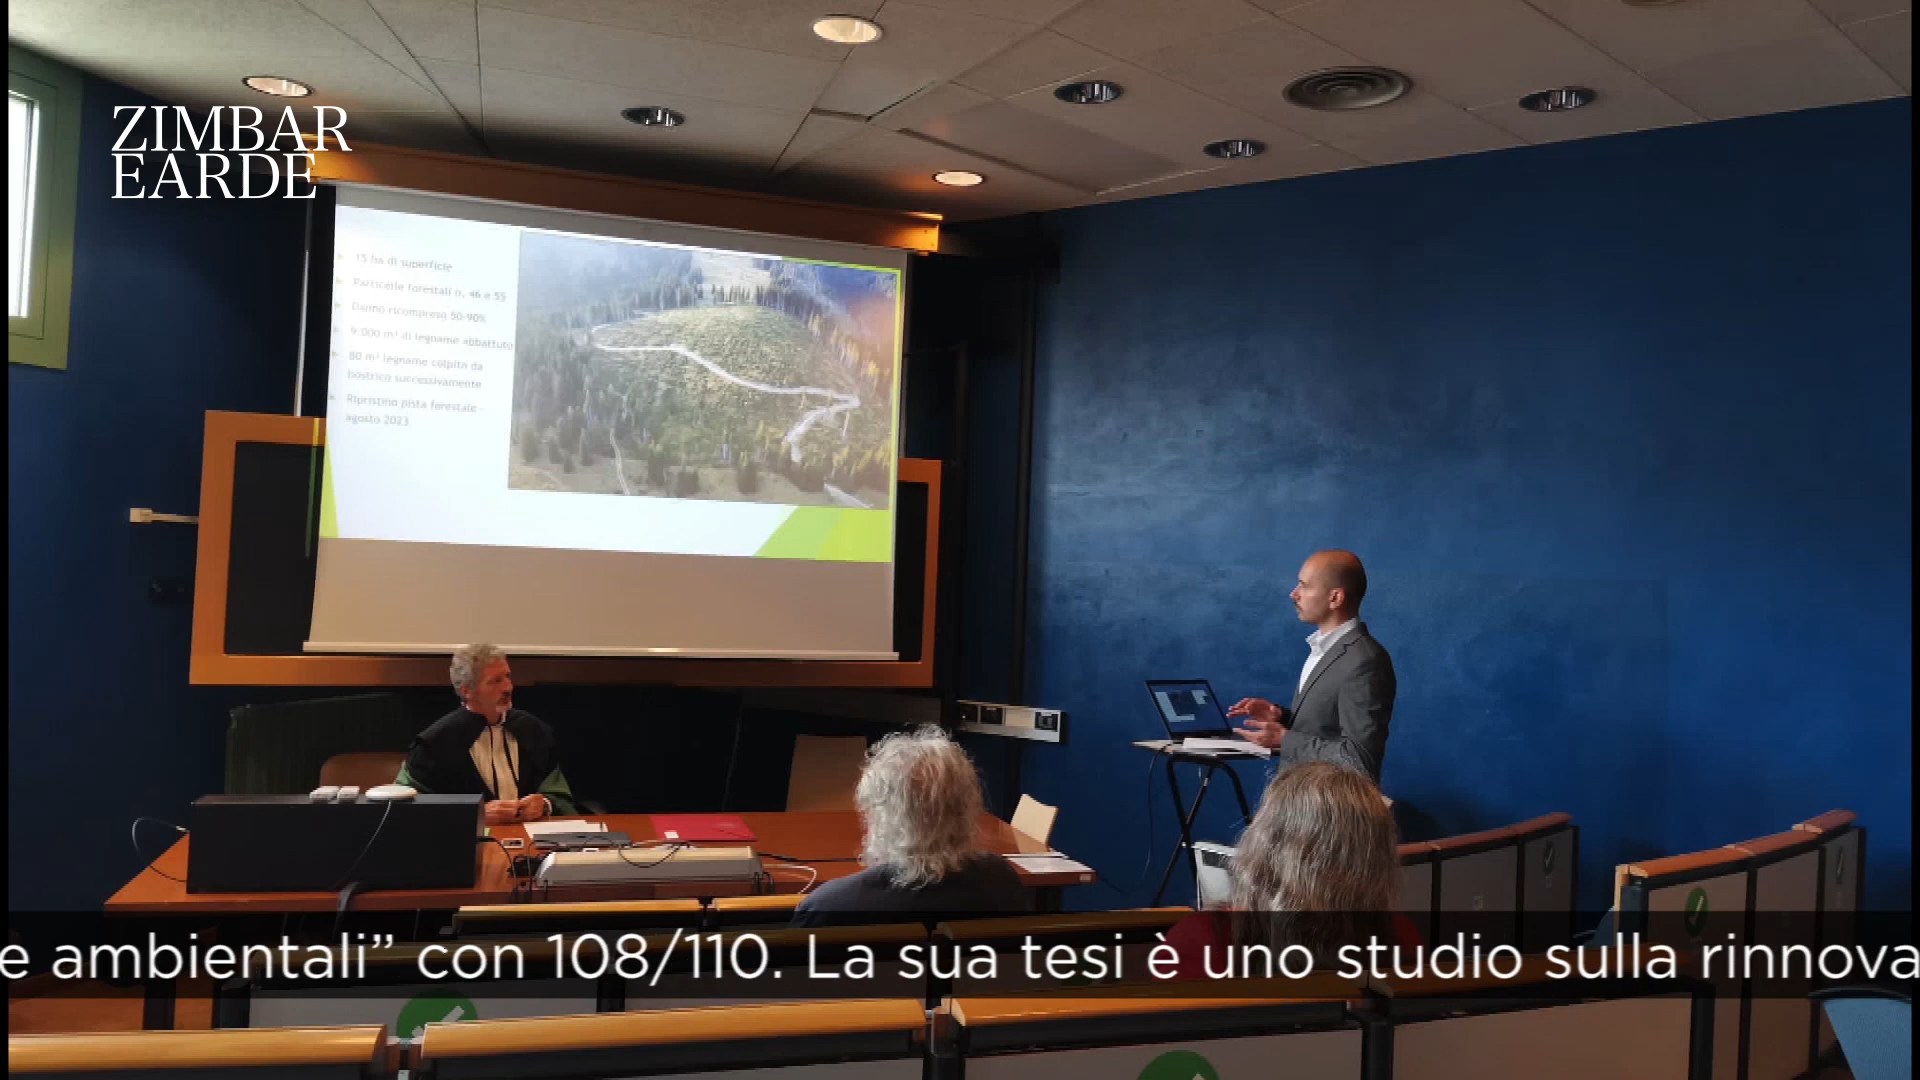 ZIMBAR
EARDE
15 ha di superficie
Particelle forestali n. 46 e 55
Danno ricompreso 50-90%
9.000 m³ di legname abbattuto
80 m³ legname colpito da
bostrico successivamente
Ripristino pista forestale -
agosto 2023
e ambientali” con 108/110. La sua tesi è uno studio sulla rinnova